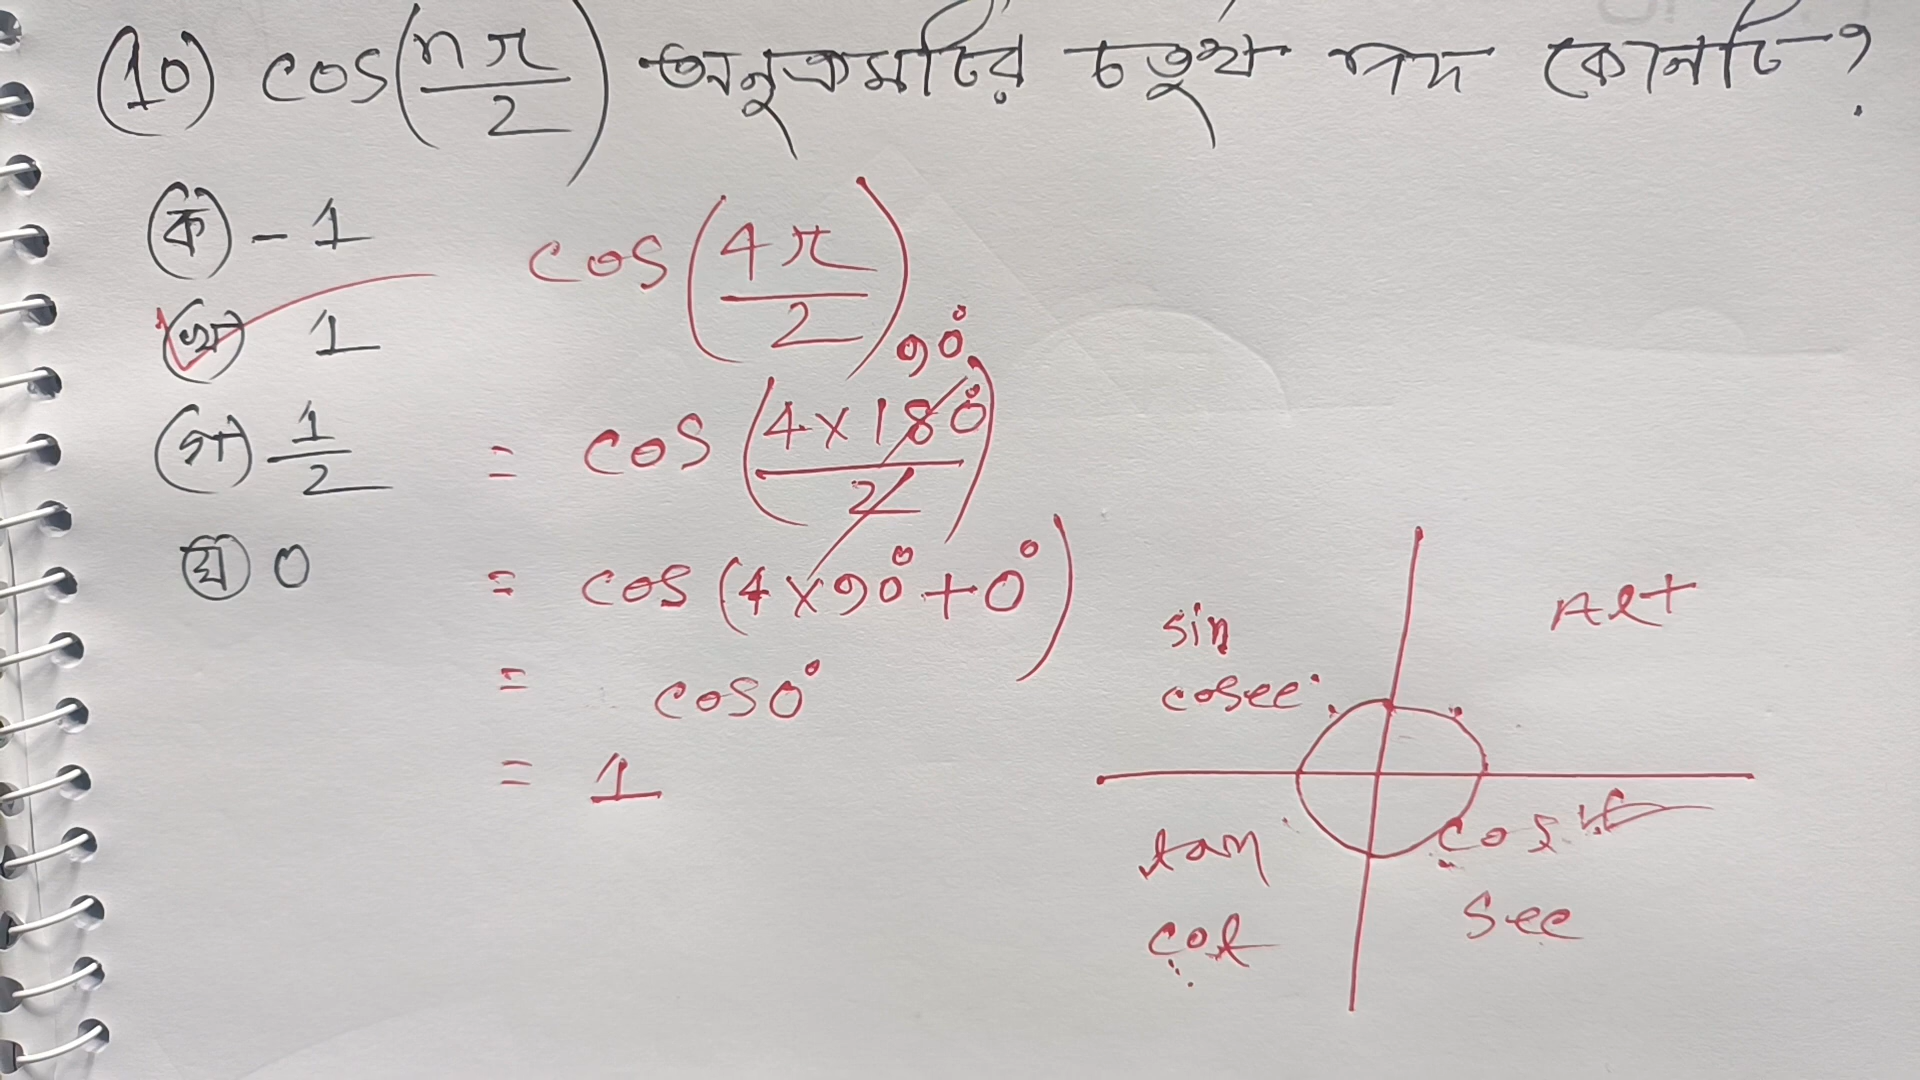 (10) cos(nπ/2) অনুক্রমটির চতুর্থ পদ কোনটি?
(ক) - 1
(খ) 1
(গ) 1/2
(ঘ) 0
cos(4π/2)
90°
= cos(4×180°/2)
= cos(4×90°+0°)
= cos0°
= 1
sin
cosec
All+
tan
cot
cos
sec